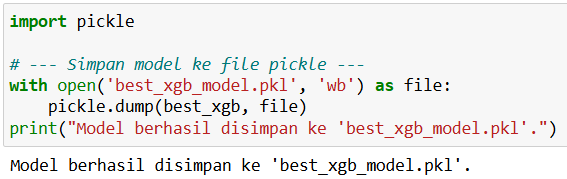 import pickle
# --- Simpan model ke file pickle ---
with open('best_xgb_model.pkl', 'wb') as file:
    pickle.dump(best_xgb, file)
print("Model berhasil disimpan ke 'best_xgb_model.pkl'.")
Model berhasil disimpan ke 'best_xgb_model.pkl'.